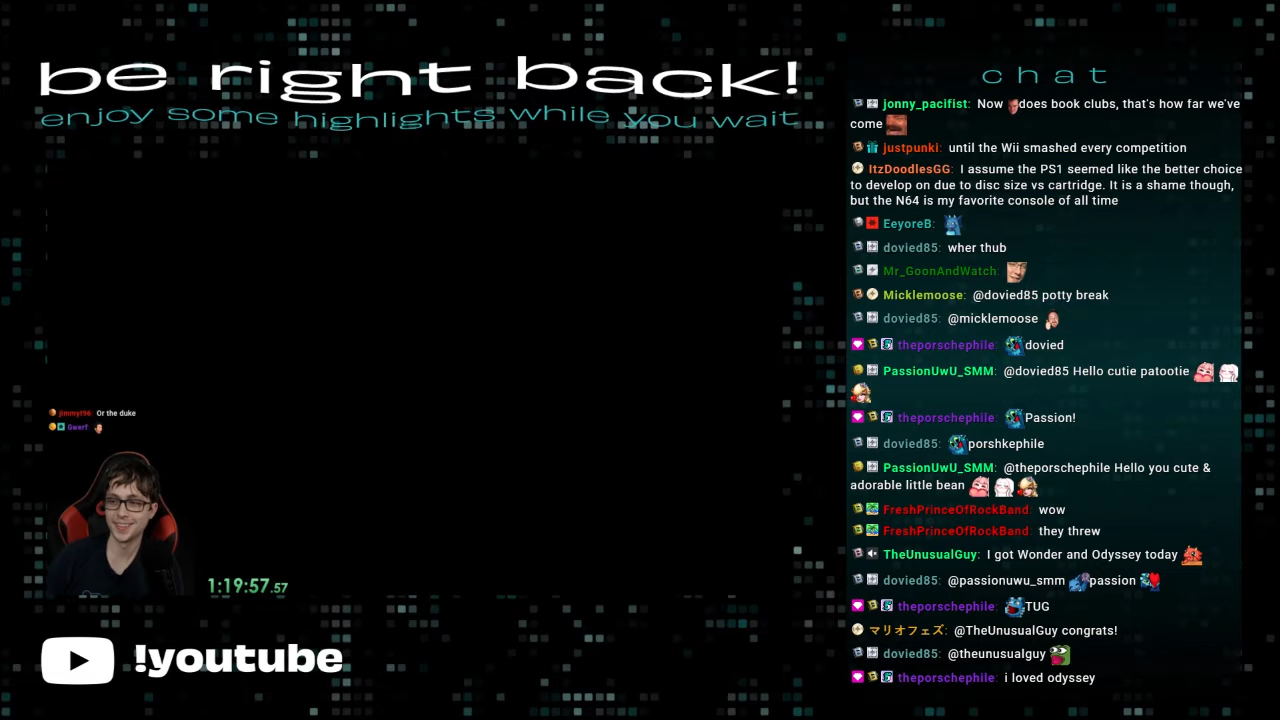 be right back!
enjoy some highlights while you wait
jimmyt96: Or the duke
Gwerf:
1:19:57.57
!youtube
chat
jonny_pacifist: Now does book clubs, that's how far we've
come
justpunki: until the Wii smashed every competition
ItzDoodlesGG: I assume the PS1 seemed like the better choice
to develop on due to disc size vs cartridge. It is a shame though,
but the N64 is my favorite console of all time
EeyoreB:
dovied85: wher thub
Mr_GoonAndWatch:
Micklemoose: @dovied85 potty break
dovied85: @micklemoose
theporschephile: dovied
PassionUwU_SMM: @dovied85 Hello cutie patootie
theporschephile: Passion!
dovied85: porshkephile
PassionUwU_SMM: @theporschephile Hello you cute &
adorable little bean
FreshPrinceOfRockBand: wow
FreshPrinceOfRockBand: they threw
TheUnusualGuy: I got Wonder and Odyssey today
dovied85: @passionuwu_smm passion
theporschephile: TUG
マリオフェズ: @TheUnusualGuy congrats!
dovied85: @theunusualguy
theporschephile: i loved odyssey